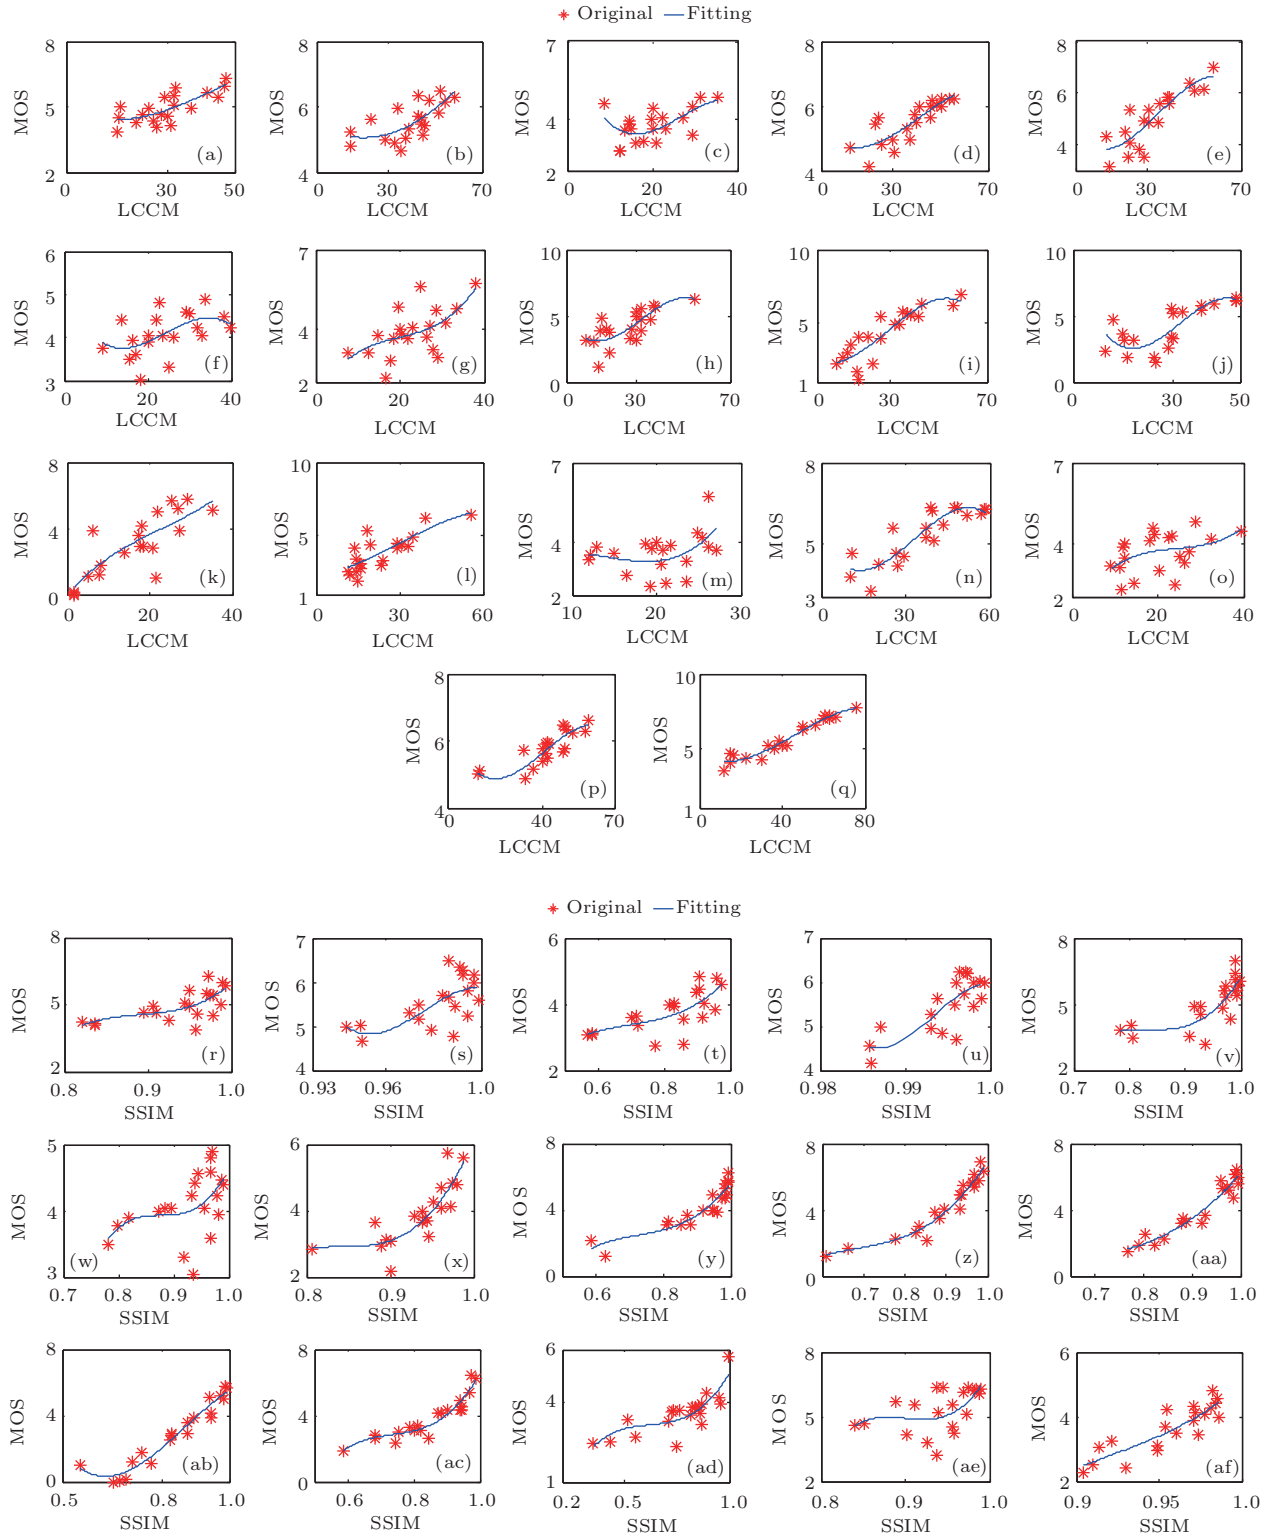 Original Fitting
8 8 7 8 8
MOS 5 MOS 6 MOS 4 MOS 6 MOS 6
4
2 (a) 4 (b) 2 (c) 4 (d) (e)
0 30 50 0 30 70 0 20 40 0 30 70 0 30 70
LCCM LCCM LCCM LCCM LCCM
6 7 10 10 10
5
MOS 4 MOS 4 MOS 5 MOS 5 MOS 5
3 (f) 2 (g) 0 (h) 1 (i) 0 (j)
0 20 40 0 20 40 0 30 70 0 30 70 0 30 50
LCCM LCCM LCCM LCCM LCCM
8 10 7 8 7
MOS 4 MOS 5 MOS 4 MOS 5 MOS 4
0 (k) 1 (l) 2 (m) 3 (n) 2 (o)
0 20 40 0 30 60 10 20 30 0 30 60 0 20 40
LCCM LCCM LCCM LCCM LCCM
8 10
MOS 6 MOS 5
4 (p) 1 (q)
0 40 70 0 40 80
LCCM LCCM
Original Fitting
8 7 6 7 8
MOS 5 MOS 6 MOS 4 MOS 6 MOS 5
5 5
2 (r) 4 (s) 2 (t) 4 (u) 2 (v)
0.8 0.9 1.0 0.93 0.96 1.0 0.6 0.8 1.0 0.98 0.99 1.0 0.7 0.8 0.9 1.0
SSIM SSIM SSIM SSIM SSIM
5 6 8 8 8
MOS 4 MOS 4 MOS 4 MOS 4 MOS 4
3 (w) 2 (x) 0 (y) 0 (z) 0 (aa)
0.7 0.8 0.9 1.0 0.8 0.9 1.0 0.6 0.8 1.0 0.6 0.7 0.8 0.9 1.0 0.7 0.8 0.9 1.0
SSIM SSIM SSIM SSIM SSIM
8 8 6 8 6
MOS 4 MOS 4 MOS 4 MOS 5 MOS 4
0 (ab) 0 (ac) 1 (ad) 2 (ae) 2 (af)
0.5 0.8 1.0 0.6 0.8 1.0 0.2 0.5 1.0 0.8 0.9 1.0 0.9 0.95 1.0
SSIM SSIM SSIM SSIM SSIM